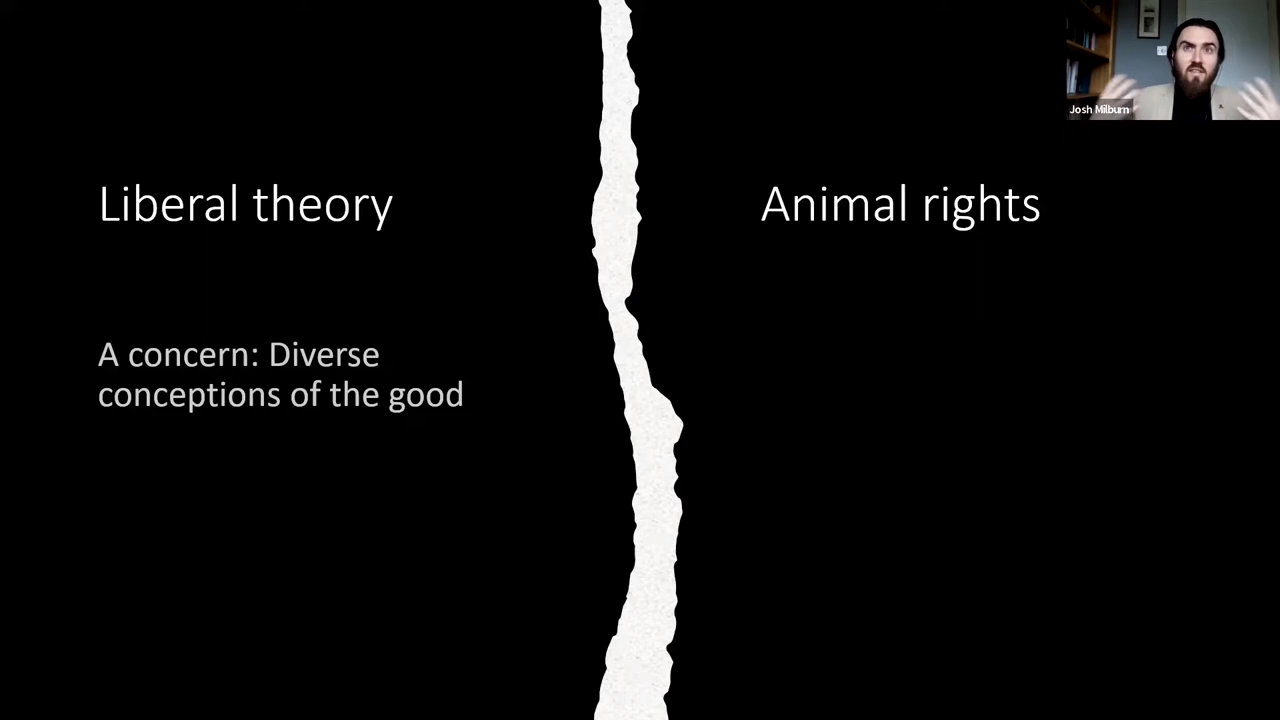 Josh Milburn
Liberal theory
Animal rights
A concern: Diverse
conceptions of the good